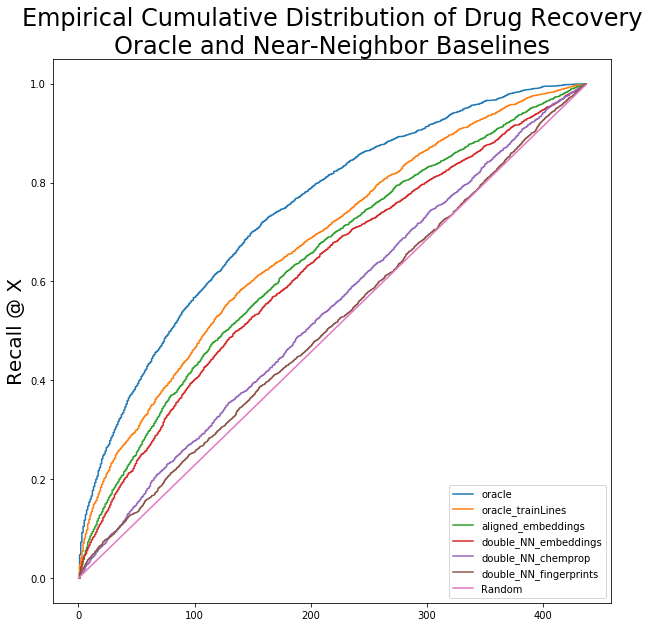 Empirical Cumulative Distribution of Drug Recovery
Oracle and Near-Neighbor Baselines
Recall @ X
1.0
0.8
0.6
0.4
0.2
0.0
0
100
200
300
400
oracle
oracle_trainLines
aligned_embeddings
double_NN_embeddings
double_NN_chemprop
double_NN_fingerprints
Random